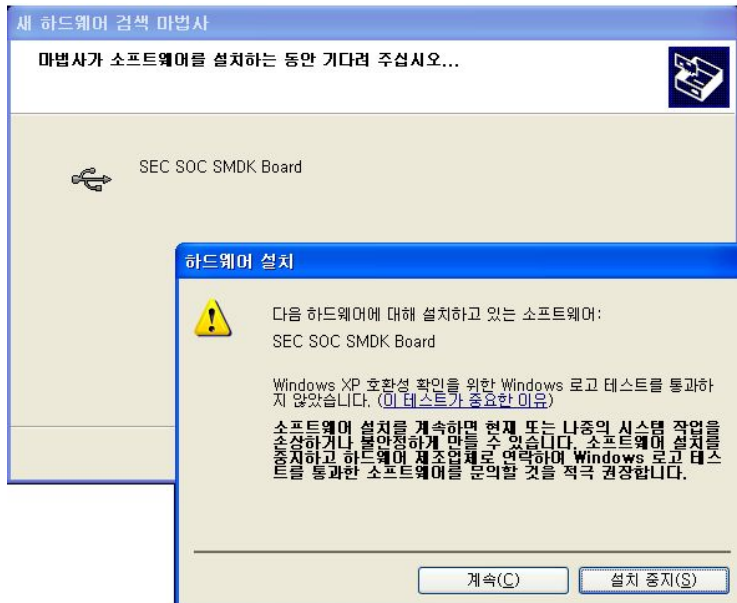 새 하드웨어 검색 마법사
마법사가 소프트웨어를 설치하는 동안 기다려 주십시오...
SEC SOC SMDK Board
하드웨어 설치
다음 하드웨어에 대해 설치하고 있는 소프트웨어:
SEC SOC SMDK Board
Windows XP 호환성 확인을 위한 Windows 로고 테스트를 통과하
지 않았습니다. (이 테스트가 중요한 이유)
소프트웨어 설치를 계속하면 현재 또는 나중의 시스템 작업을
손상하거나 불안정하게 만들 수 있습니다. 소프트웨어 설치를
중지하고 하드웨어 제조업체로 연락하여 Windows 로고 테스
트를 통과한 소프트웨어를 문의할 것을 적극 권장합니다.
계속(C) 설치 중지(S)